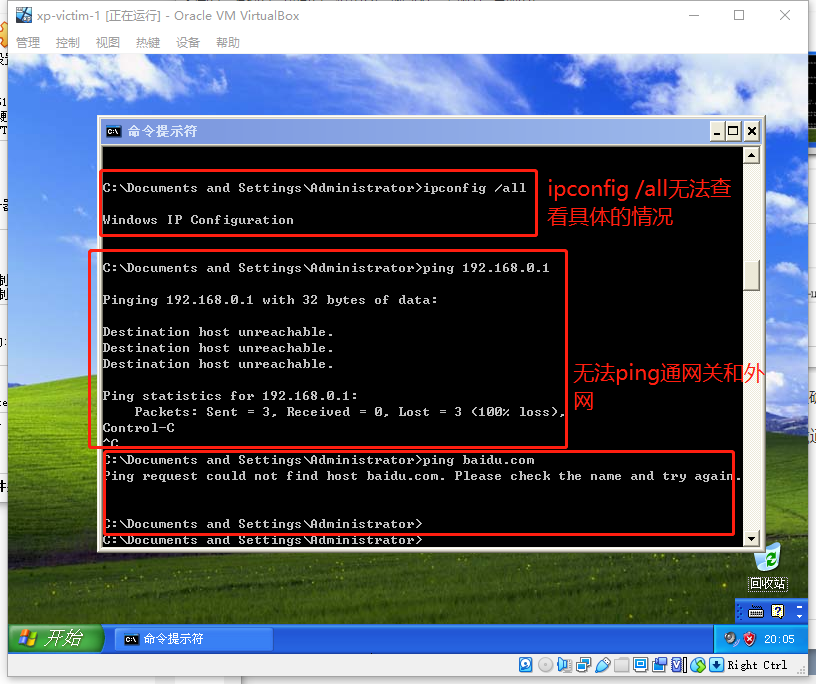 xp-victim-1 [正在运行] - Oracle VM VirtualBox
管理 控制 视图 热键 设备 帮助
命令提示符
C:\Documents and Settings\Administrator>ipconfig /all
Windows IP Configuration
ipconfig /all无法查
看具体的情况
C:\Documents and Settings\Administrator>ping 192.168.0.1
Pinging 192.168.0.1 with 32 bytes of data:
Destination host unreachable.
Destination host unreachable.
Destination host unreachable.
Ping statistics for 192.168.0.1:
Packets: Sent = 3, Received = 0, Lost = 3 (100% loss),
Control-C
^C
无法ping通网关和外
网
C:\Documents and Settings\Administrator>ping baidu.com
Ping request could not find host baidu.com. Please check the name and try again.
C:\Documents and Settings\Administrator>
C:\Documents and Settings\Administrator>
回收站
开始 命令提示符 20:05
Right Ctrl